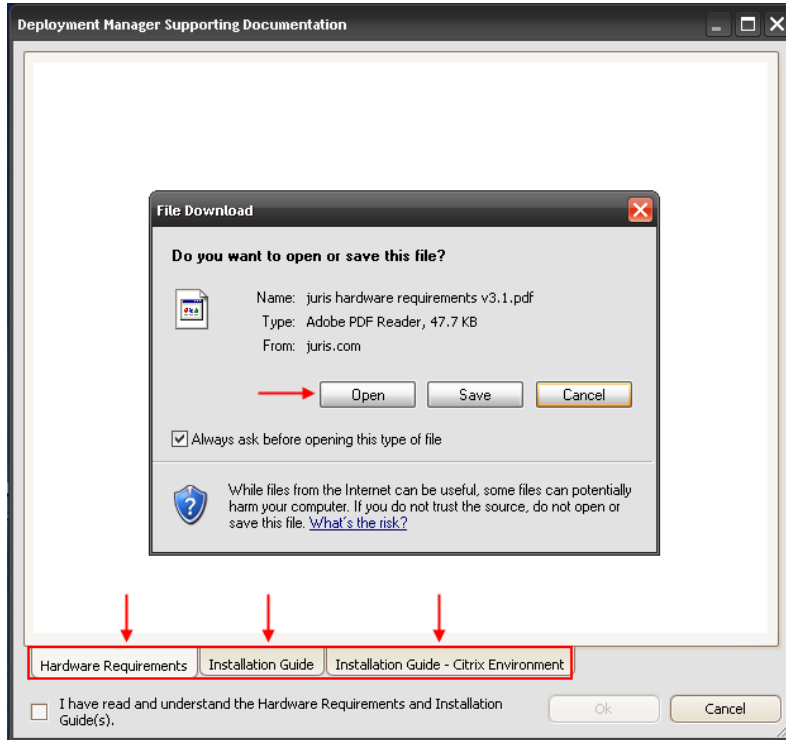 Deployment Manager Supporting Documentation
File Download
Do you want to open or save this file?
Name: juris hardware requirements v3.1.pdf
Type: Adobe PDF Reader, 47.7 KB
From: juris.com
Open Save Cancel
Always ask before opening this type of file
While files from the Internet can be useful, some files can potentially
harm your computer. If you do not trust the source, do not open or
save this file. What's the risk?
Hardware Requirements Installation Guide Installation Guide - Citrix Environment
I have read and understand the Hardware Requirements and Installation
Guide(s).
Ok Cancel